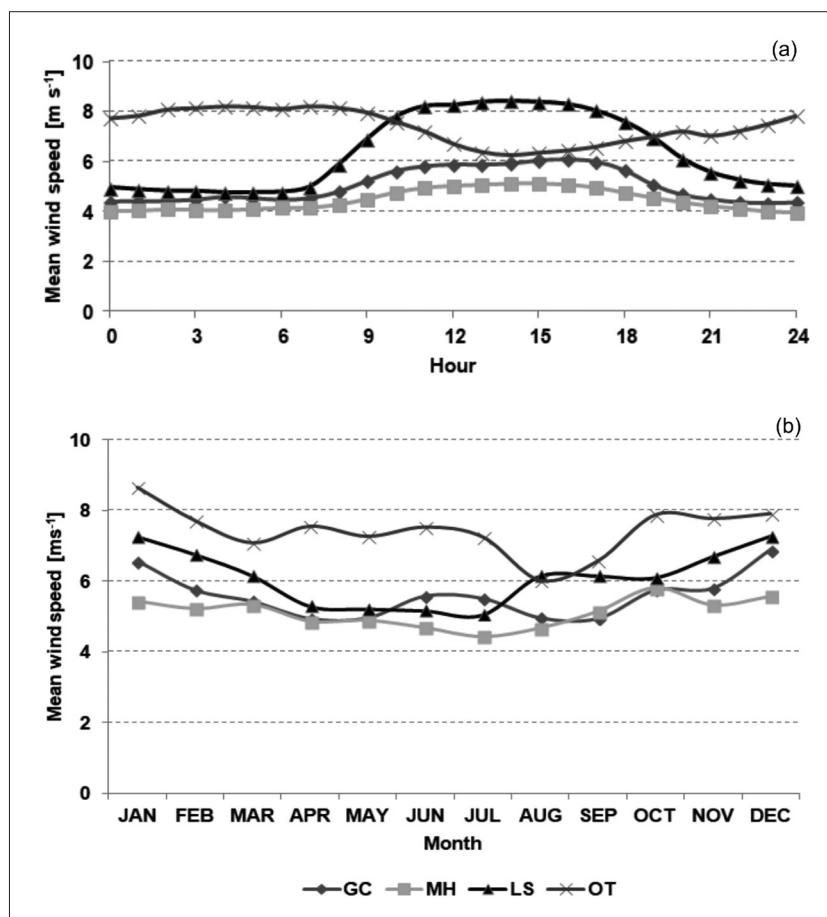 (a)
Mean wind speed [m s-1]
10
8
6
4
2
0
0 3 6 9 12 15 18 21 24
Hour
(b)
Mean wind speed [ms-1]
10
8
6
4
2
0
JAN FEB MAR APR MAY JUN JUL AUG SEP OCT NOV DEC
Month
GC MH LS OT